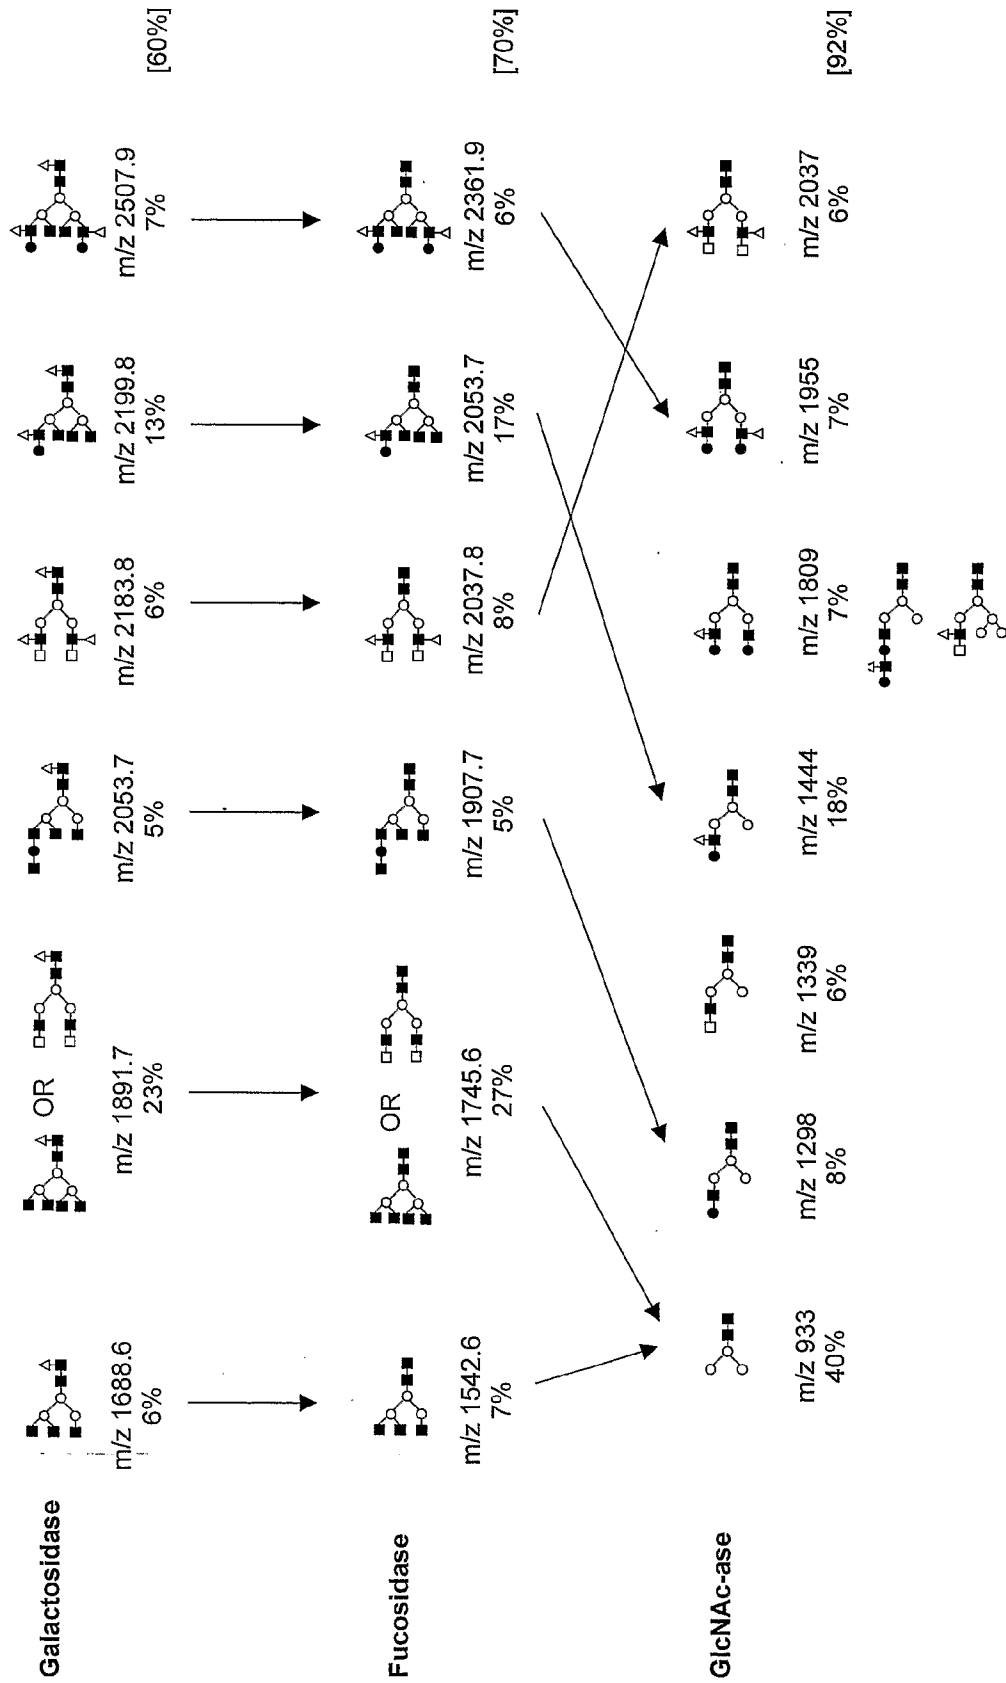 Galactosidase
OR
m/z 1688.6
6%
m/z 1891.7
23%
m/z 2053.7
5%
m/z 2183.8
6%
m/z 2199.8
13%
m/z 2507.9
7%
[60%]
Fucosidase
OR
m/z 1542.6
7%
m/z 1745.6
27%
m/z 1907.7
5%
m/z 2037.8
8%
m/z 2053.7
17%
m/z 2361.9
6%
[70%]
GlcNAc-ase
m/z 933
40%
m/z 1298
8%
m/z 1339
6%
m/z 1444
18%
m/z 1809
7%
m/z 1955
7%
m/z 2037
6%
[92%]